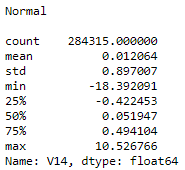 Normal
count    284315.000000
mean          0.012064
std           0.897007
min         -18.392091
25%          -0.422453
50%           0.051947
75%           0.494104
max          10.526766
Name: V14, dtype: float64